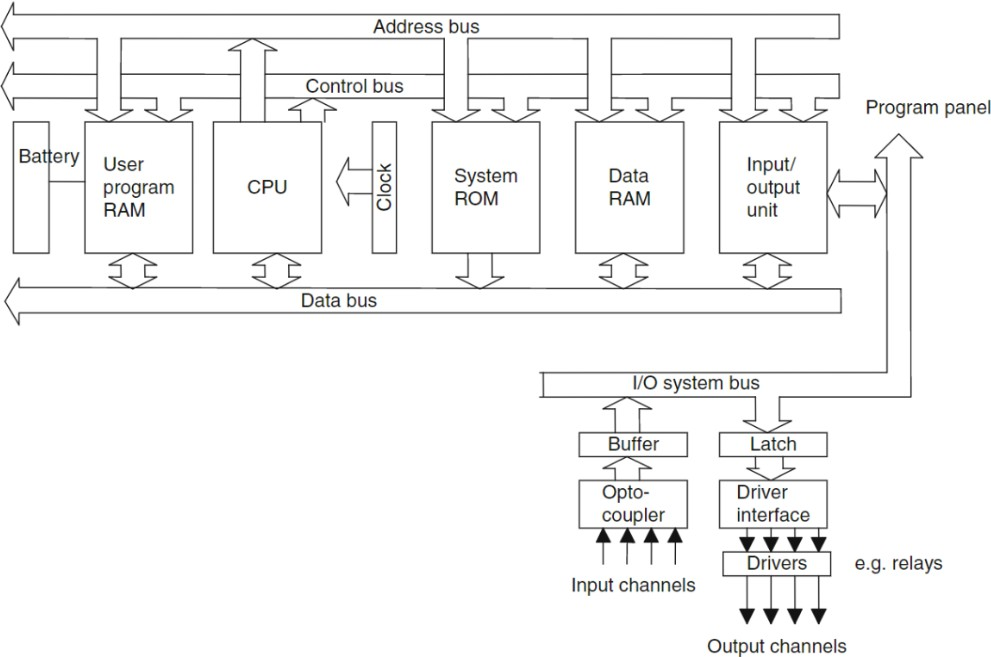 Address bus
Control bus
Program panel
Battery
User
program
RAM
CPU
Clock
System
ROM
Data
RAM
Input/
output
unit
Data bus
I/O system bus
Buffer
Latch
Opto-
coupler
Driver
interface
Drivers
e.g. relays
Input channels
Output channels